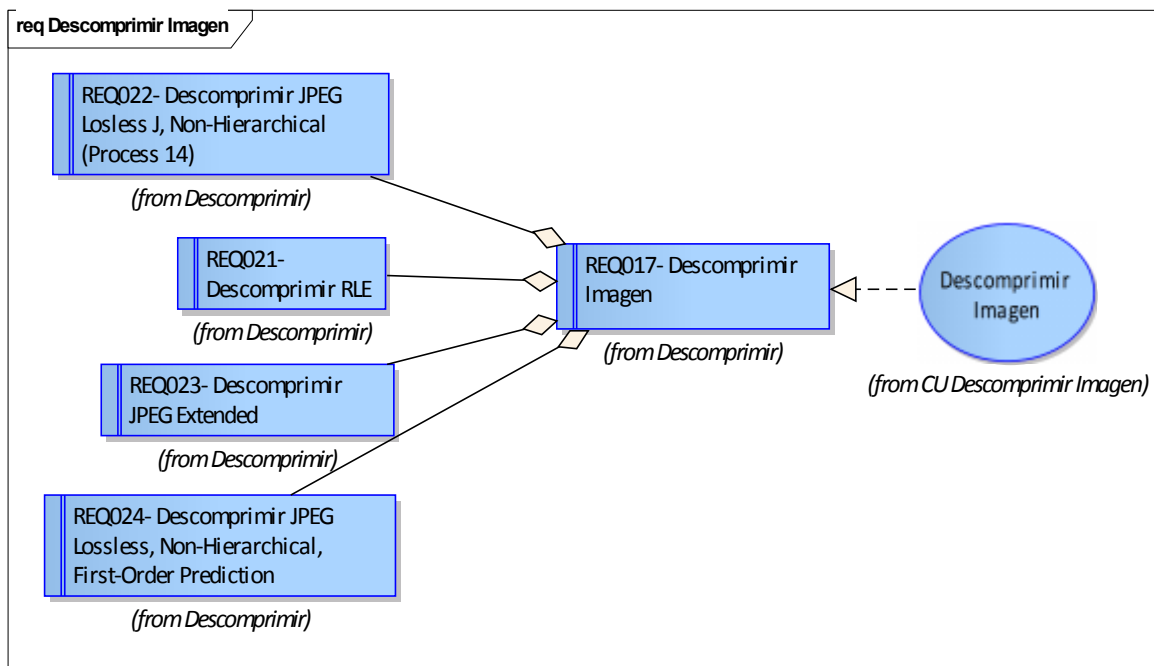 req Descomprimir Imagen
REQ022- Descomprimir JPEG
Losless J, Non-Hierarchical
(Process 14)
(from Descomprimir)
REQ021-
Descomprimir RLE
(from Descomprimir)
REQ023- Descomprimir
JPEG Extended
(from Descomprimir)
REQ024- Descomprimir JPEG
Lossless, Non-Hierarchical,
First-Order Prediction
(from Descomprimir)
REQ017- Descomprimir
Imagen
(from Descomprimir)
Descomprimir
Imagen
(from CU Descomprimir Imagen)